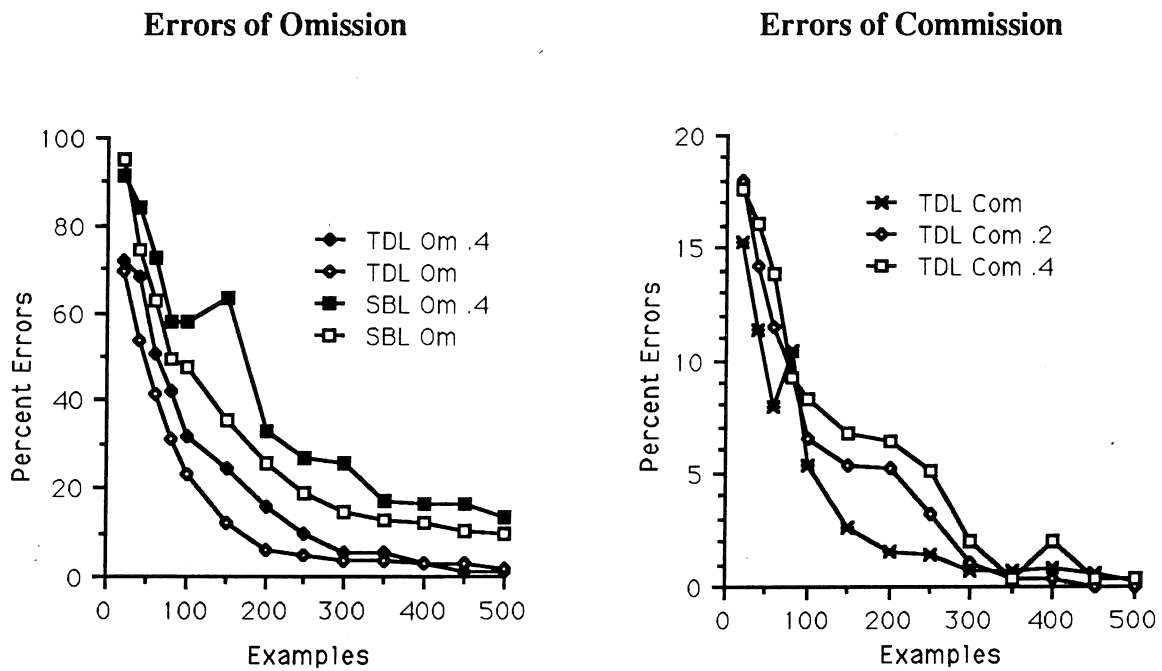 Errors of Omission
Errors of Commission
100
80
60
40
20
0
Percent Errors
TDL Om .4
TDL Om
SBL Om .4
SBL Om
0 100 200 300 400 500
Examples
20
15
10
5
0
Percent Errors
TDL Com
TDL Com .2
TDL Com .4
0 100 200 300 400 500
Examples